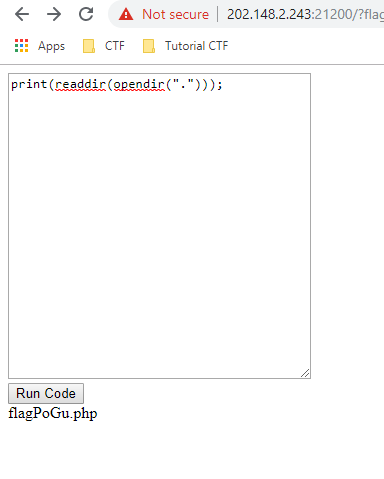 Not secure | 202.148.2.243:21200/?flag
Apps CTF Tutorial CTF
print(readdir(opendir(".")));
Run Code
flagPoGu.php